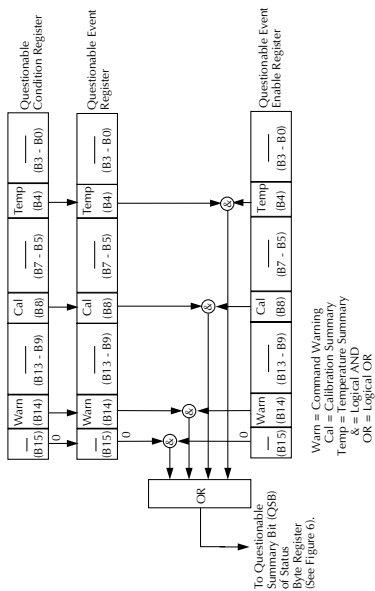 Questionable
Condition Register
— (B15) Warn (B14) — (B13 - B9) Cal (B8) — (B7 - B5) Temp (B4) — (B3 - B0)
0
Questionable Event
Register
— (B15) Warn (B14) — (B13 - B9) Cal (B8) — (B7 - B5) Temp (B4) — (B3 - B0)
0
& & & &
OR
0
Questionable Event
Enable Register
— (B15) Warn (B14) — (B13 - B9) Cal (B8) — (B7 - B5) Temp (B4) — (B3 - B0)
To Questionable
Summary Bit (QSB)
of Status
Byte Register
(See Figure 6).
Warn = Command Warning
Cal = Calibration Summary
Temp = Temperature Summary
& = Logical AND
OR = Logical OR